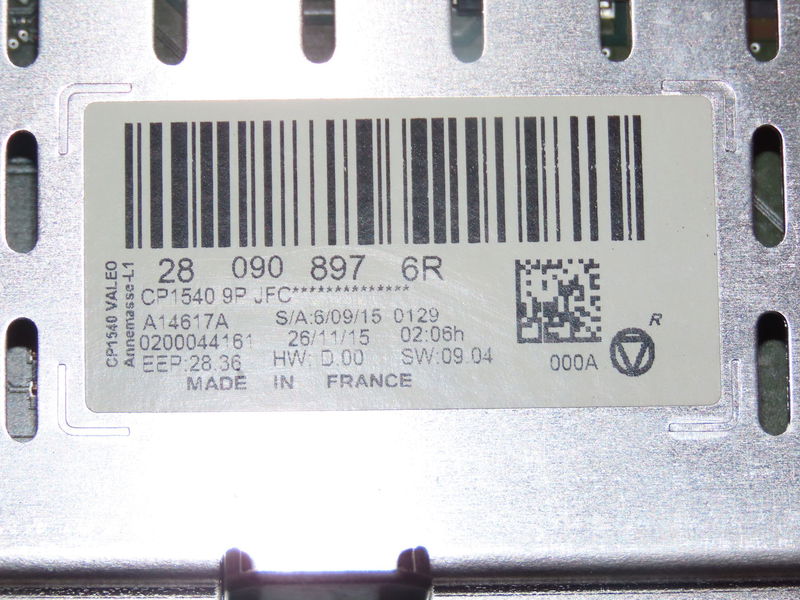 28 090 897 6R
CP1540 VALEO
Annemasse-L1
CP1540 9P JFC**************
A14617A S/A:6/09/15 0129
0200044161 26/11/15 02:06h
EEP:28.36 HW: D.00 SW:09.04
MADE IN FRANCE
000A
R